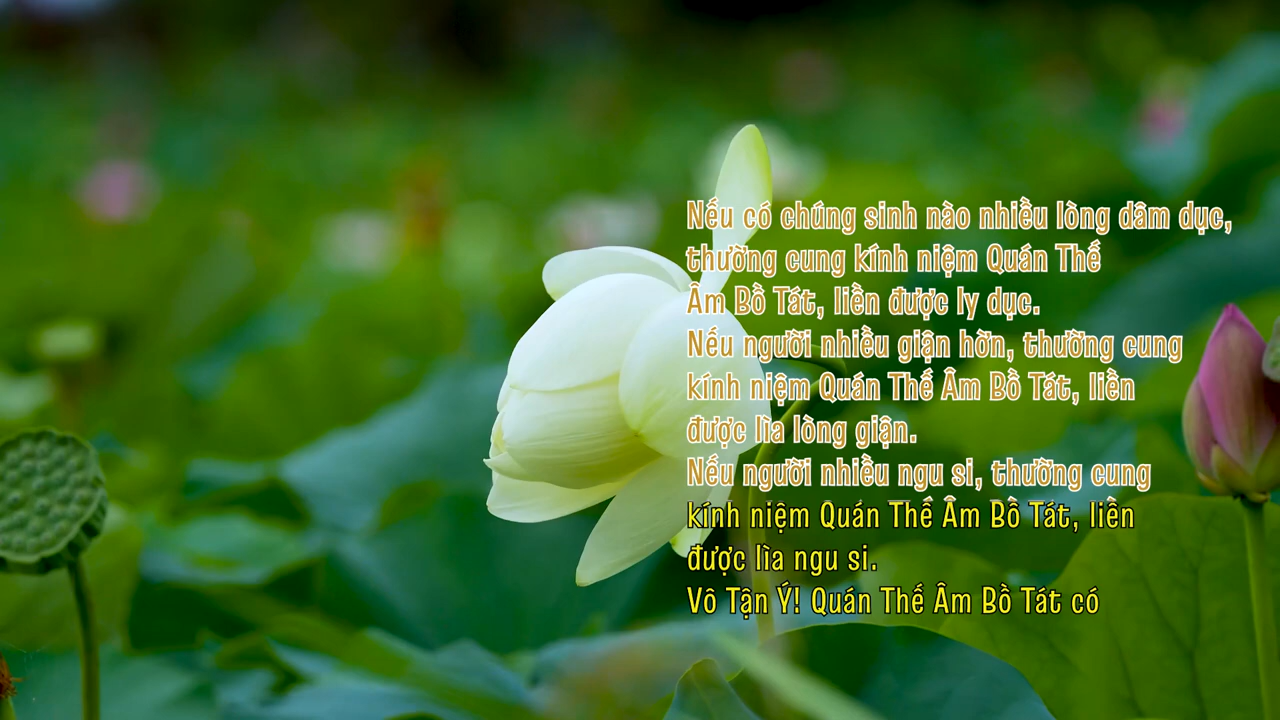 Nếu có chúng sinh nào nhiều lòng dâm dục,
thường cung kính niệm Quán Thế
Âm Bồ Tát, liền được ly dục.
Nếu người nhiều giận hờn, thường cung
kính niệm Quán Thế Âm Bồ Tát, liền
được lìa lòng giận.
Nếu người nhiều ngu si, thường cung
kính niệm Quán Thế Âm Bồ Tát, liền
được lìa ngu si.
Vô Tận Ý! Quán Thế Âm Bồ Tát có